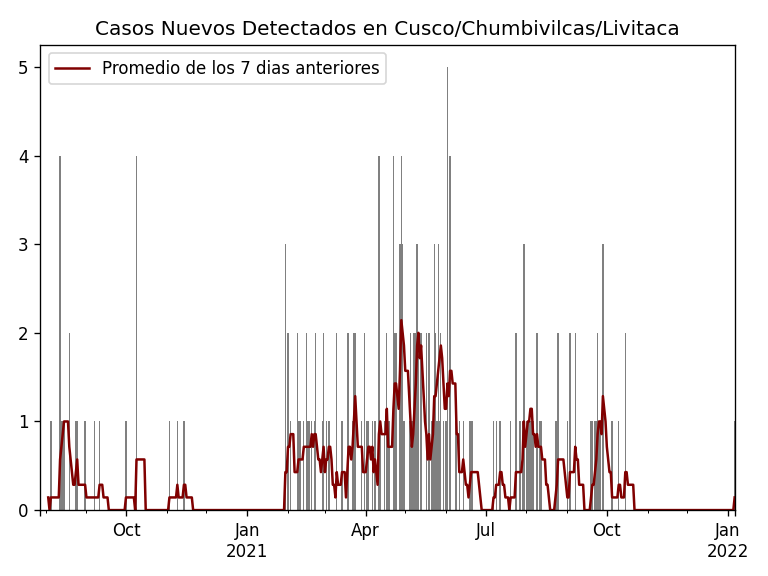 Casos Nuevos Detectados en Cusco/Chumbivilcas/Livitaca
Promedio de los 7 dias anteriores
5
4
3
2
1
0
Oct Jan Apr Jul Oct Jan
2021 2022